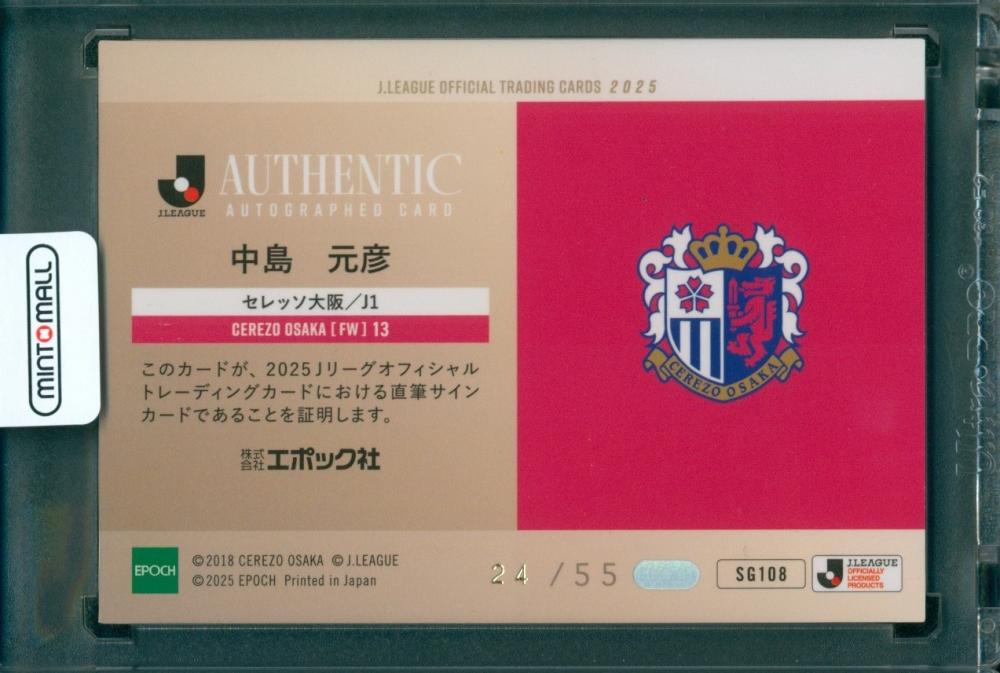 J.LEAGUE OFFICIAL TRADING CARDS 2025
J.LEAGUE
AUTHENTIC
AUTOGRAPHED CARD
中島 元彦
セレッソ大阪/J1
CEREZO OSAKA [FW] 13
このカードが、2025Jリーグオフィシャル
トレーディングカードにおける直筆サイン
カードであることを証明します。
株式会社エポック社
CEREZO OSAKA
MINTOMALL
EPOCH
©2018 CEREZO OSAKA ©J.LEAGUE
©2025 EPOCH Printed in Japan
24 /55
SG108
J.LEAGUE
OFFICIALLY
LICENSED
PRODUCTS